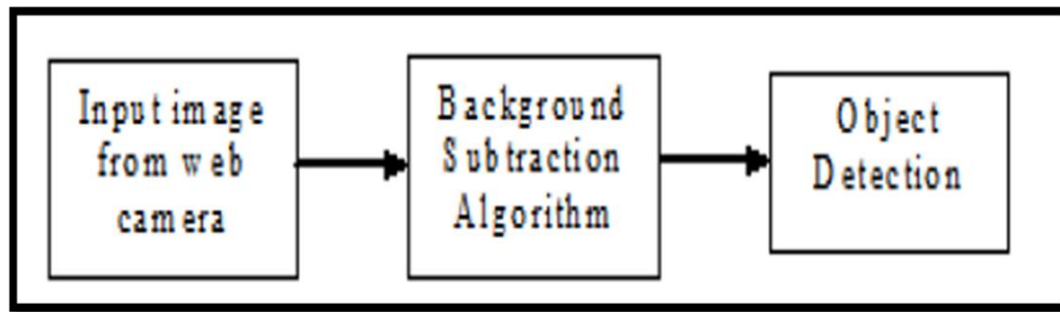 Input image
from web
camera
Background
Subtraction
Algorithm
Object
Detection